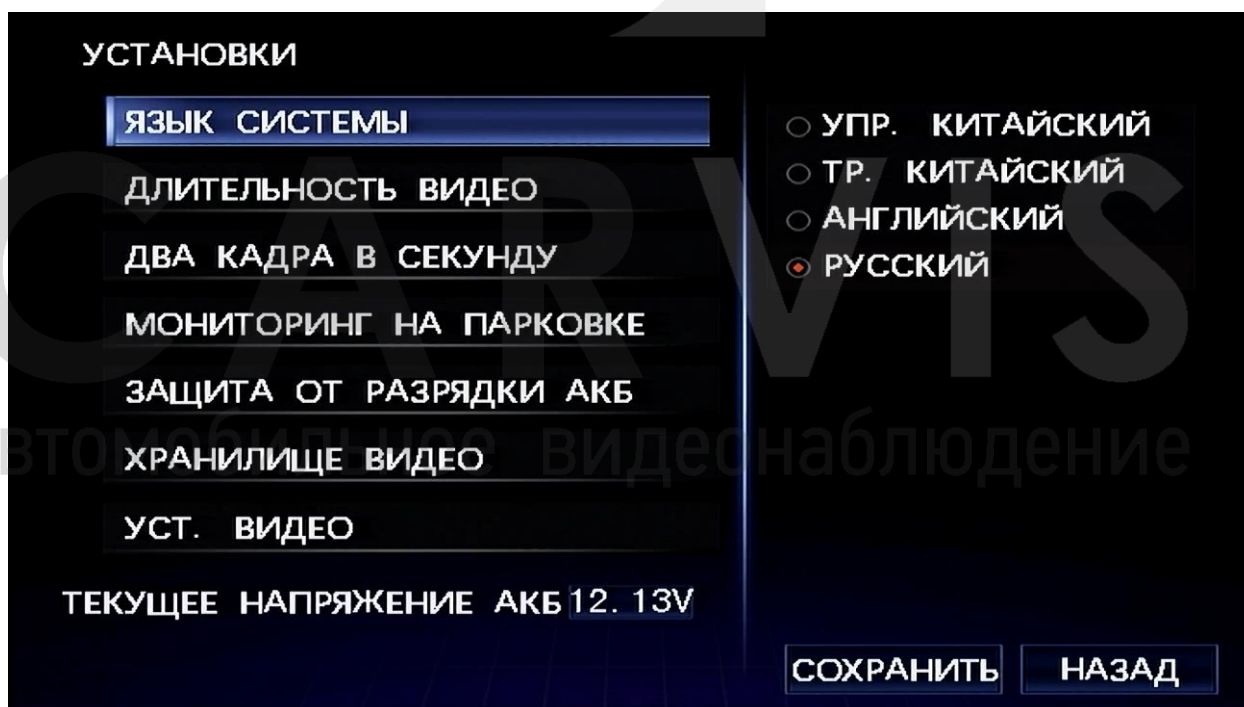 УСТАНОВКИ
ЯЗЫК СИСТЕМЫ
ДЛИТЕЛЬНОСТЬ ВИДЕО
ДВА КАДРА В СЕКУНДУ
МОНИТОРИНГ НА ПАРКОВКЕ
ЗАЩИТА ОТ РАЗРЯДКИ АКБ
ХРАНИЛИЩЕ ВИДЕО
УСТ. ВИДЕО
ТЕКУЩЕЕ НАПРЯЖЕНИЕ АКБ 12. 13V
УПР. КИТАЙСКИЙ
ТР. КИТАЙСКИЙ
АНГЛИЙСКИЙ
РУССКИЙ
СОХРАНИТЬ НАЗАД
CARVIS
втомобильное видеонаблюдение